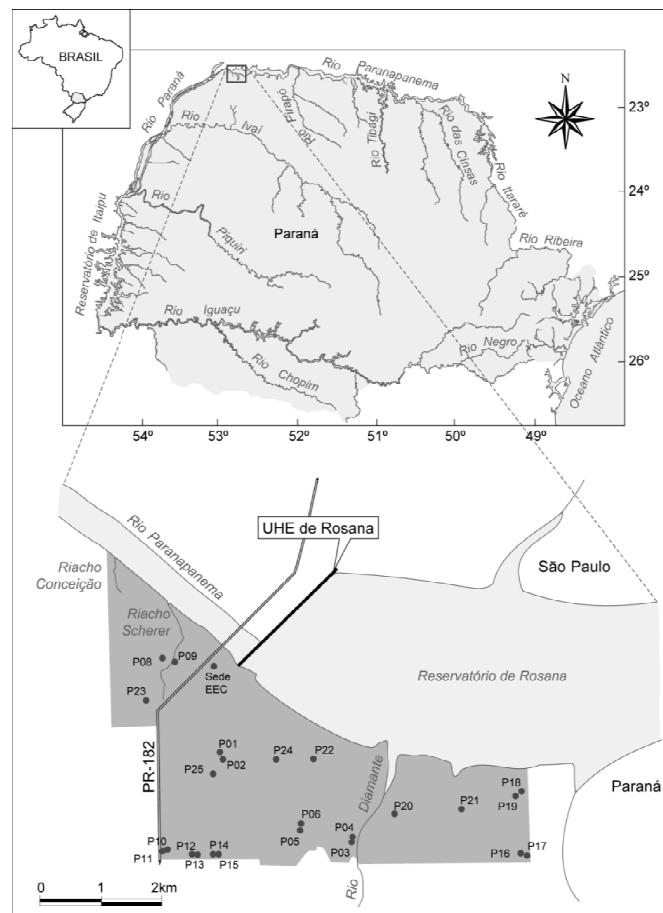 BRASIL
N
Rio Paranapanema
Rio Paraná
Rio Ivaí
Rio Pirapó
Rio Tibagi
Rio das Cinsas
Rio Itararé
23º
24º
25º
26º
Reservatório de Itaipu
Rio Piquiri
Paraná
Rio Ribeira
Rio Iguaçu
Rio Negro
Rio Chopim
Oceano Atlântico
54º 53º 52º 51º 50º 49º
UHE de Rosana
Rio Paranapanema
São Paulo
Riacho
Conceição
Riacho
Scherer
P08
P09
Sede
EEC
Reservatório de Rosana
P23
PR-182
P01
P02
P24
P22
P25
Rio Diamante
Paraná
P18
P19
P20
P21
P06
P05
P04
P03
P10
P11
P12
P13
P14
P15
P16
P17
0 1 2km